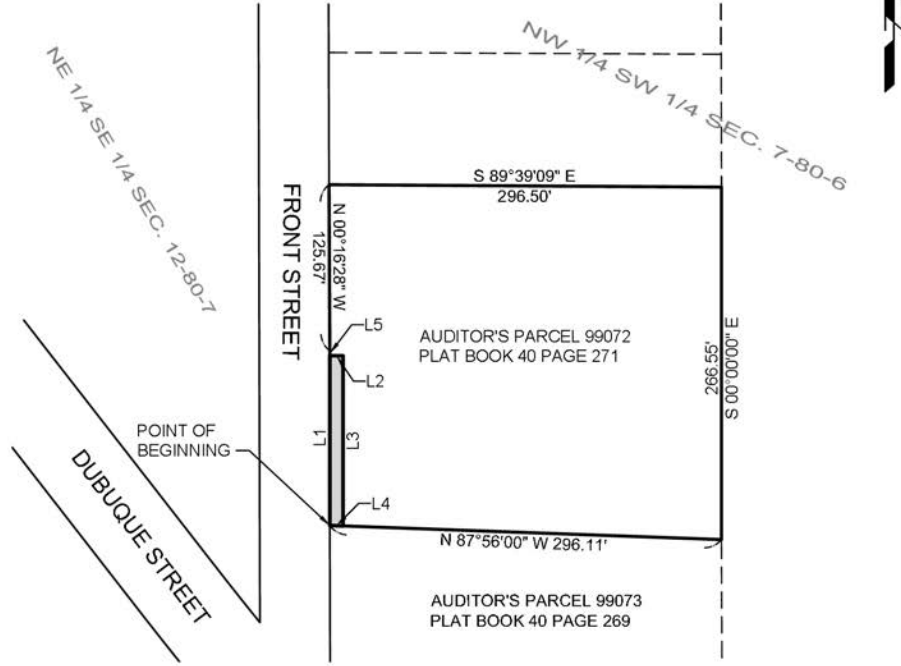 NE 1/4 SE 1/4 SEC. 12-80-7
NW 1/4 SW 1/4 SEC. 7-80-6
S 89°39'09" E
296.50'
FRONT STREET
N 00°16'28" W
125.67'
L5
AUDITOR'S PARCEL 99072
PLAT BOOK 40 PAGE 271
L2
266.55'
S 00°00'00" E
POINT OF
BEGINNING
L1
L3
DUBUQUE STREET
L4
N 87°56'00" W 296.11'
AUDITOR'S PARCEL 99073
PLAT BOOK 40 PAGE 269